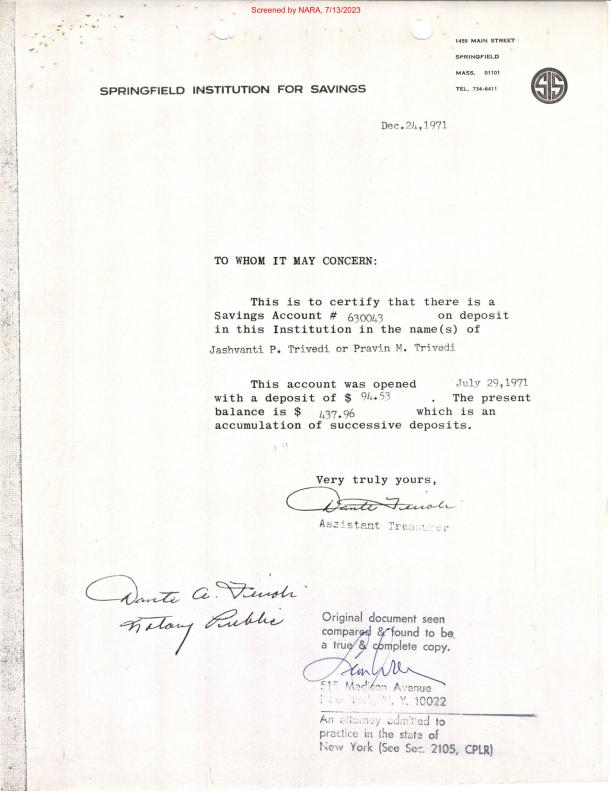 Screened by NARA, 7/13/2023
1459 MAIN STREET
SPRINGFIELD
MASS. 01101
TEL. 734-6411
SIS
SPRINGFIELD INSTITUTION FOR SAVINGS
Dec.24,1971
TO WHOM IT MAY CONCERN:
This is to certify that there is a
Savings Account # 630043 on deposit
in this Institution in the name(s) of
Jashvanti P. Trivedi or Pravin M. Trivedi
This account was opened July 29,1971
with a deposit of $ 94.53 . The present
balance is $ 437.96 which is an
accumulation of successive deposits.
Very truly yours,
Dante
Assistant Treasurer
Dante A.
Notary Public
Original document seen
compared & found to be
a true & complete copy.
515 Madison Avenue
New York, N. Y. 10022
An attorney admitted to
practice in the state of
New York (See Sec. 2105, CPLR)